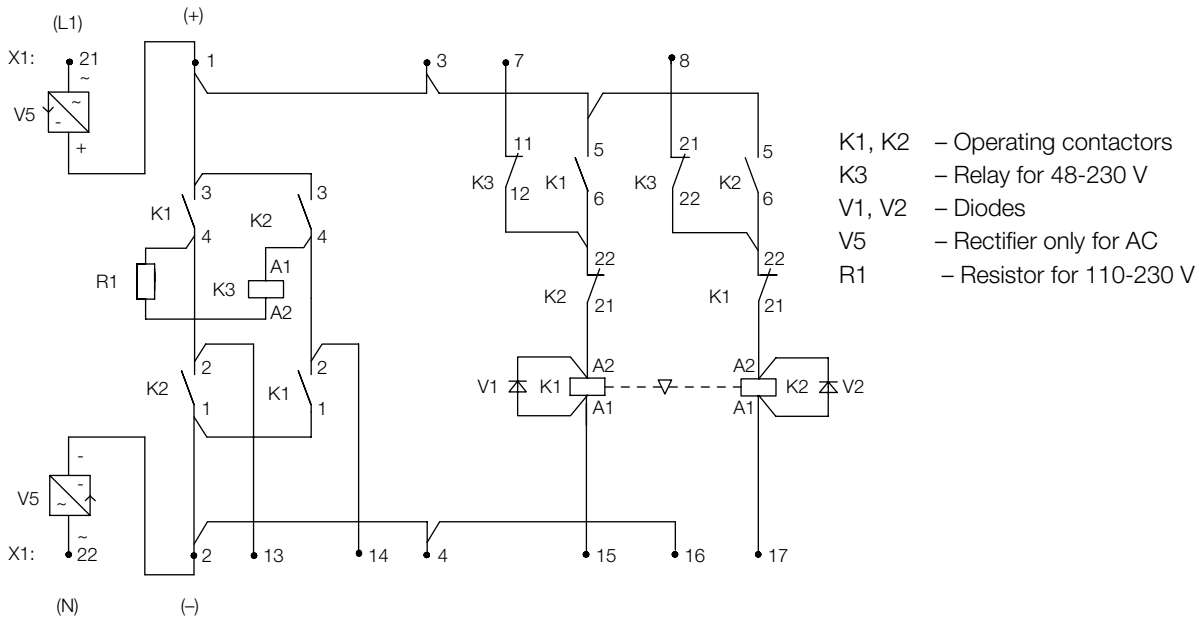 (L1) (+)
X1: 21 1 3 7 8
~
V5 ~
-
+
11 5 21 5
K3 K1 K3 K2
12 6 22 6
3 3
K1 K2
4 4
R1 K3 A1
A2
22 22
K2 K1
21 21
2 2
K2 K1
1 1
A2 A2
V1 K1 K2 V2
A1 A1
-
V5 -
~
~
X1: 22 2 13 14 4 15 16 17
(N) (–)
K1, K2 – Operating contactors
K3 – Relay for 48-230 V
V1, V2 – Diodes
V5 – Rectifier only for AC
R1 – Resistor for 110-230 V